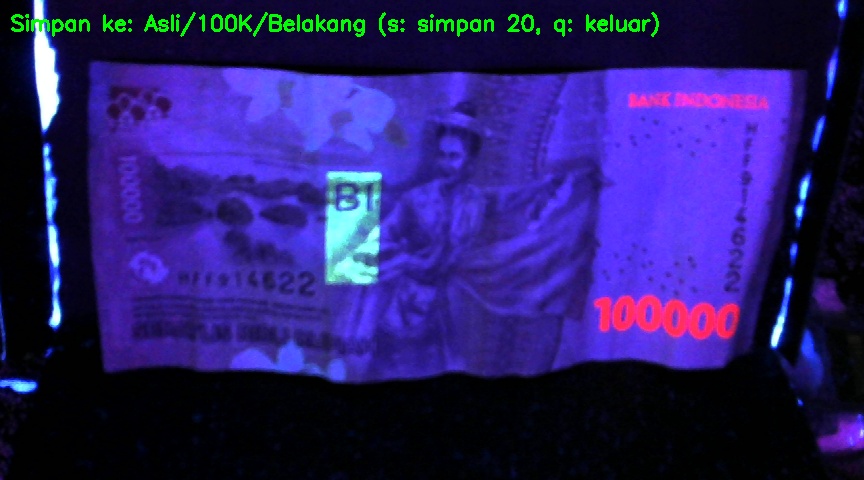 Simpan ke: Asli/100K/Belakang (s: simpan 20, q: keluar)
BANK INDONESIA
100000
BI
HFF914622
HFF914622
100000